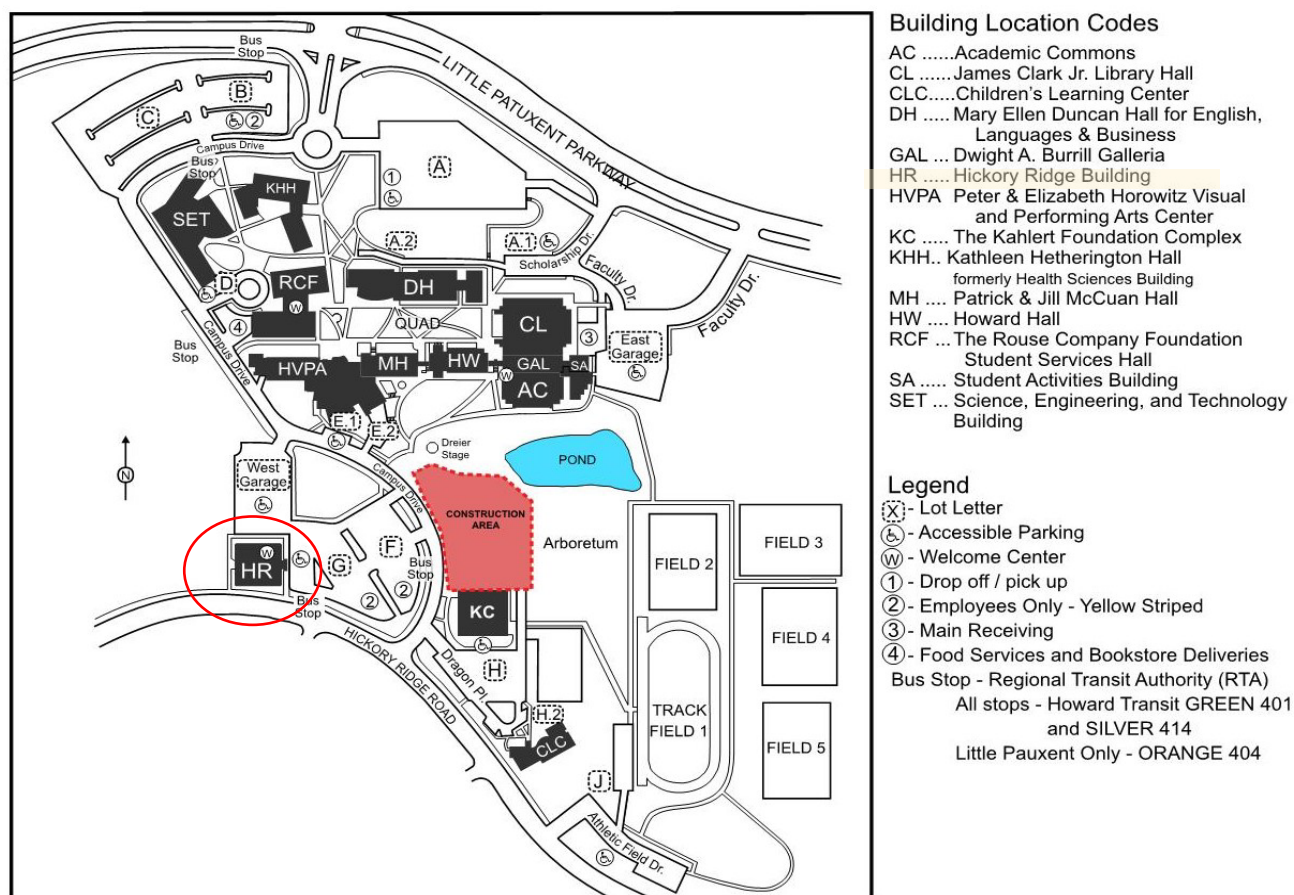 Bus
Stop
LITTLE PATUXENT PARKWAY
B
C
2
Campus Drive
Bus
Stop
A
1
KHH
SET
A.2
A.1
Scholarship Dr.
Faculty Dr.
Faculty Dr.
D
RCF
W
DH
4
QUAD
CL
3
East
Garage
Bus
Stop
Campus Drive
HVPA
MH
HW
GAL
SA
W
AC
E.1
E.2
Dreier
Stage
POND
N
West
Garage
Campus Drive
CONSTRUCTION
AREA
Arboretum
FIELD 2
FIELD 3
W
HR
G
F
Bus
Stop
2
2
Bus
Stop
KC
FIELD 4
HICKORY RIDGE ROAD
Dragon Pl.
H
H.2
CLC
TRACK
FIELD 1
FIELD 5
J
Athletic Field Dr.
Building Location Codes
AC ......Academic Commons
CL ......James Clark Jr. Library Hall
CLC.....Children's Learning Center
DH ..... Mary Ellen Duncan Hall for English,
Languages & Business
GAL ... Dwight A. Burrill Galleria
HR ..... Hickory Ridge Building
HVPA Peter & Elizabeth Horowitz Visual
and Performing Arts Center
KC ..... The Kahlert Foundation Complex
KHH.. Kathleen Hetherington Hall
formerly Health Sciences Building
MH .... Patrick & Jill McCuan Hall
HW .... Howard Hall
RCF ...The Rouse Company Foundation
Student Services Hall
SA ..... Student Activities Building
SET ... Science, Engineering, and Technology
Building
Legend
X - Lot Letter
- Accessible Parking
W - Welcome Center
1 - Drop off / pick up
2 - Employees Only - Yellow Striped
3 - Main Receiving
4 - Food Services and Bookstore Deliveries
Bus Stop - Regional Transit Authority (RTA)
All stops - Howard Transit GREEN 401
and SILVER 414
Little Pauxent Only - ORANGE 404